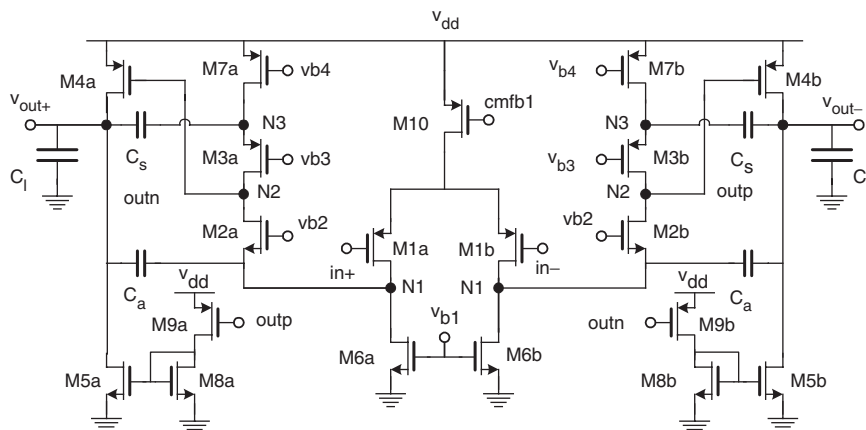 vdd
M4a
M7a
vb4
vb4
M7b
M4b
vout+
cmfb1
vout−
M10
N3
N3
Cs
M3a
vb3
vb3
M3b
Cs
Cl
C
outn
N2
N2
outp
M2a
vb2
vb2
M2b
M1a
M1b
in+
in−
Ca
N1
N1
Ca
vdd
vdd
M9a
outp
vb1
outn
M9b
M6a
M6b
M5a
M8a
M8b
M5b